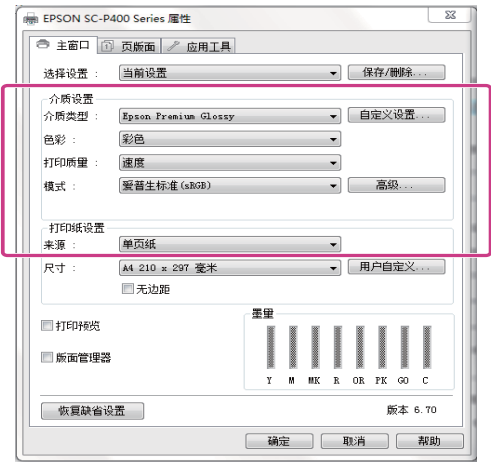 EPSON SC-P400 Series 属性
主窗口 页版面 应用工具
选择设置 : 当前设置 保存/删除...
介质设置
介质类型 : Epson Premium Glossy 自定义设置...
色彩 : 彩色
打印质量 : 速度
模式 : 爱普生标准(sRGB) 高级...
打印纸设置
来源 : 单页纸
尺寸 : A4 210 x 297 毫米 用户自定义...
无边距
打印预览
墨量
版面管理器
Y M MK R OR PK GO C
恢复缺省设置 版本 6.70
确定 取消 帮助